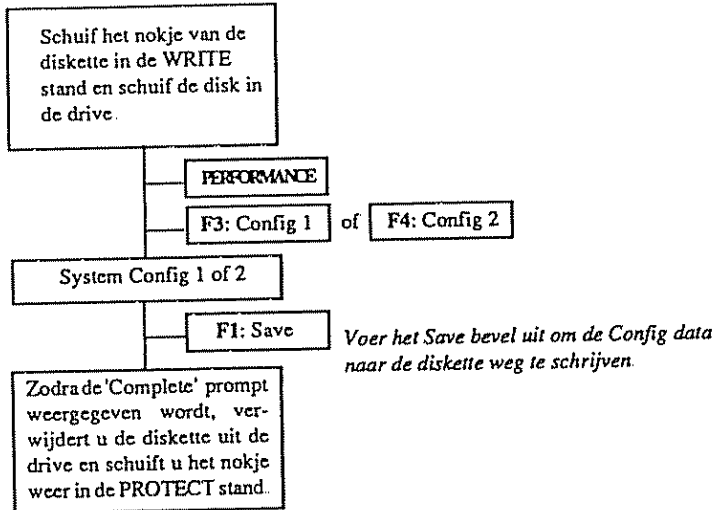 Schuif het nokje van de
diskette in de WRITE
stand en schuif de disk in
de drive.
PERFORMANCE
F3: Config 1 of F4: Config 2
System Config 1 of 2
F1: Save
Voer het Save bevel uit om de Config data
naar de diskette weg te schrijven.
Zodra de 'Complete' prompt
weergegeven wordt, ver-
wijdert u de diskette uit de
drive en schuift u het nokje
weer in de PROTECT stand..